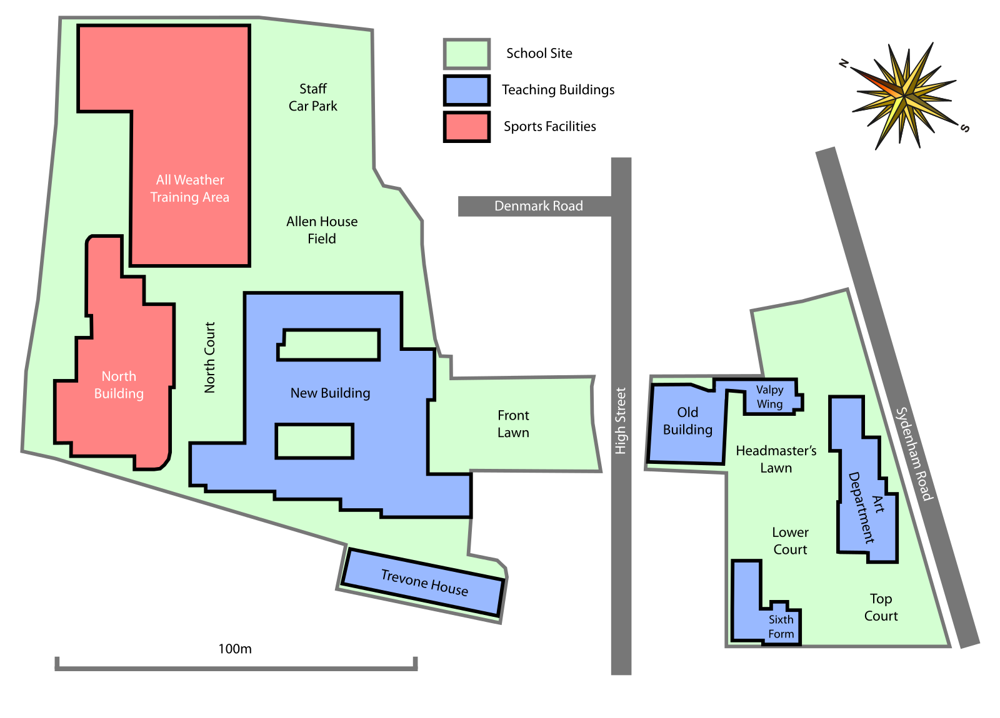 School Site
Teaching Buildings
Sports Facilities
N
S
Staff
Car Park
All Weather
Training Area
Allen House
Field
Denmark Road
North Court
North
Building
New Building
Front
Lawn
High Street
Old
Building
Valpy
Wing
Headmaster's
Lawn
Sydenham Road
Art
Department
Lower
Court
Trevone House
Top
Court
Sixth
Form
100m